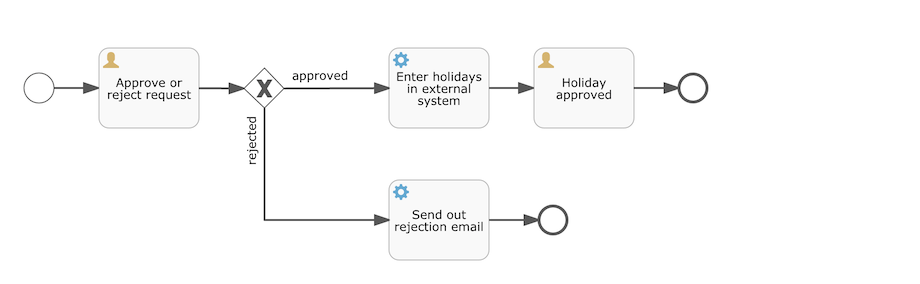 Approve or
reject request
approved
Enter holidays
in external
system
Holiday
approved
rejected
Send out
rejection email